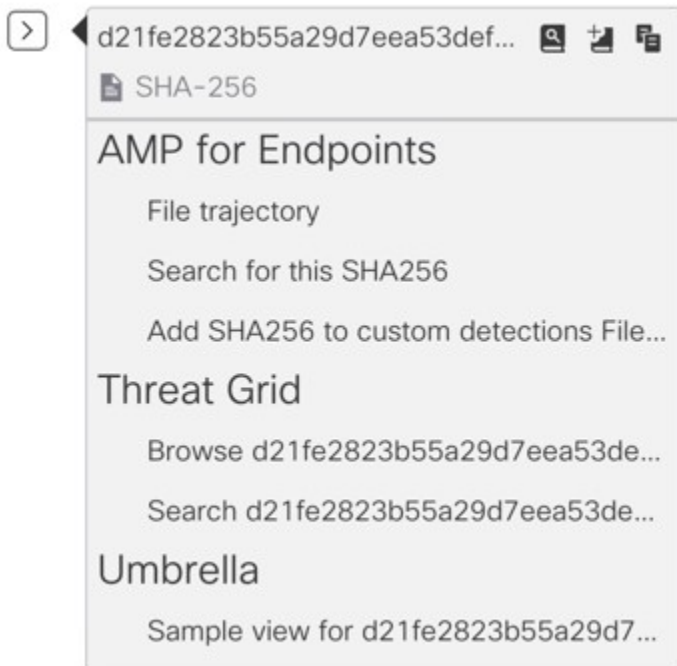 d21fe2823b55a29d7eea53def...
SHA-256
AMP for Endpoints
File trajectory
Search for this SHA256
Add SHA256 to custom detections File...
Threat Grid
Browse d21fe2823b55a29d7eea53de...
Search d21fe2823b55a29d7eea53de...
Umbrella
Sample view for d21fe2823b55a29d7...